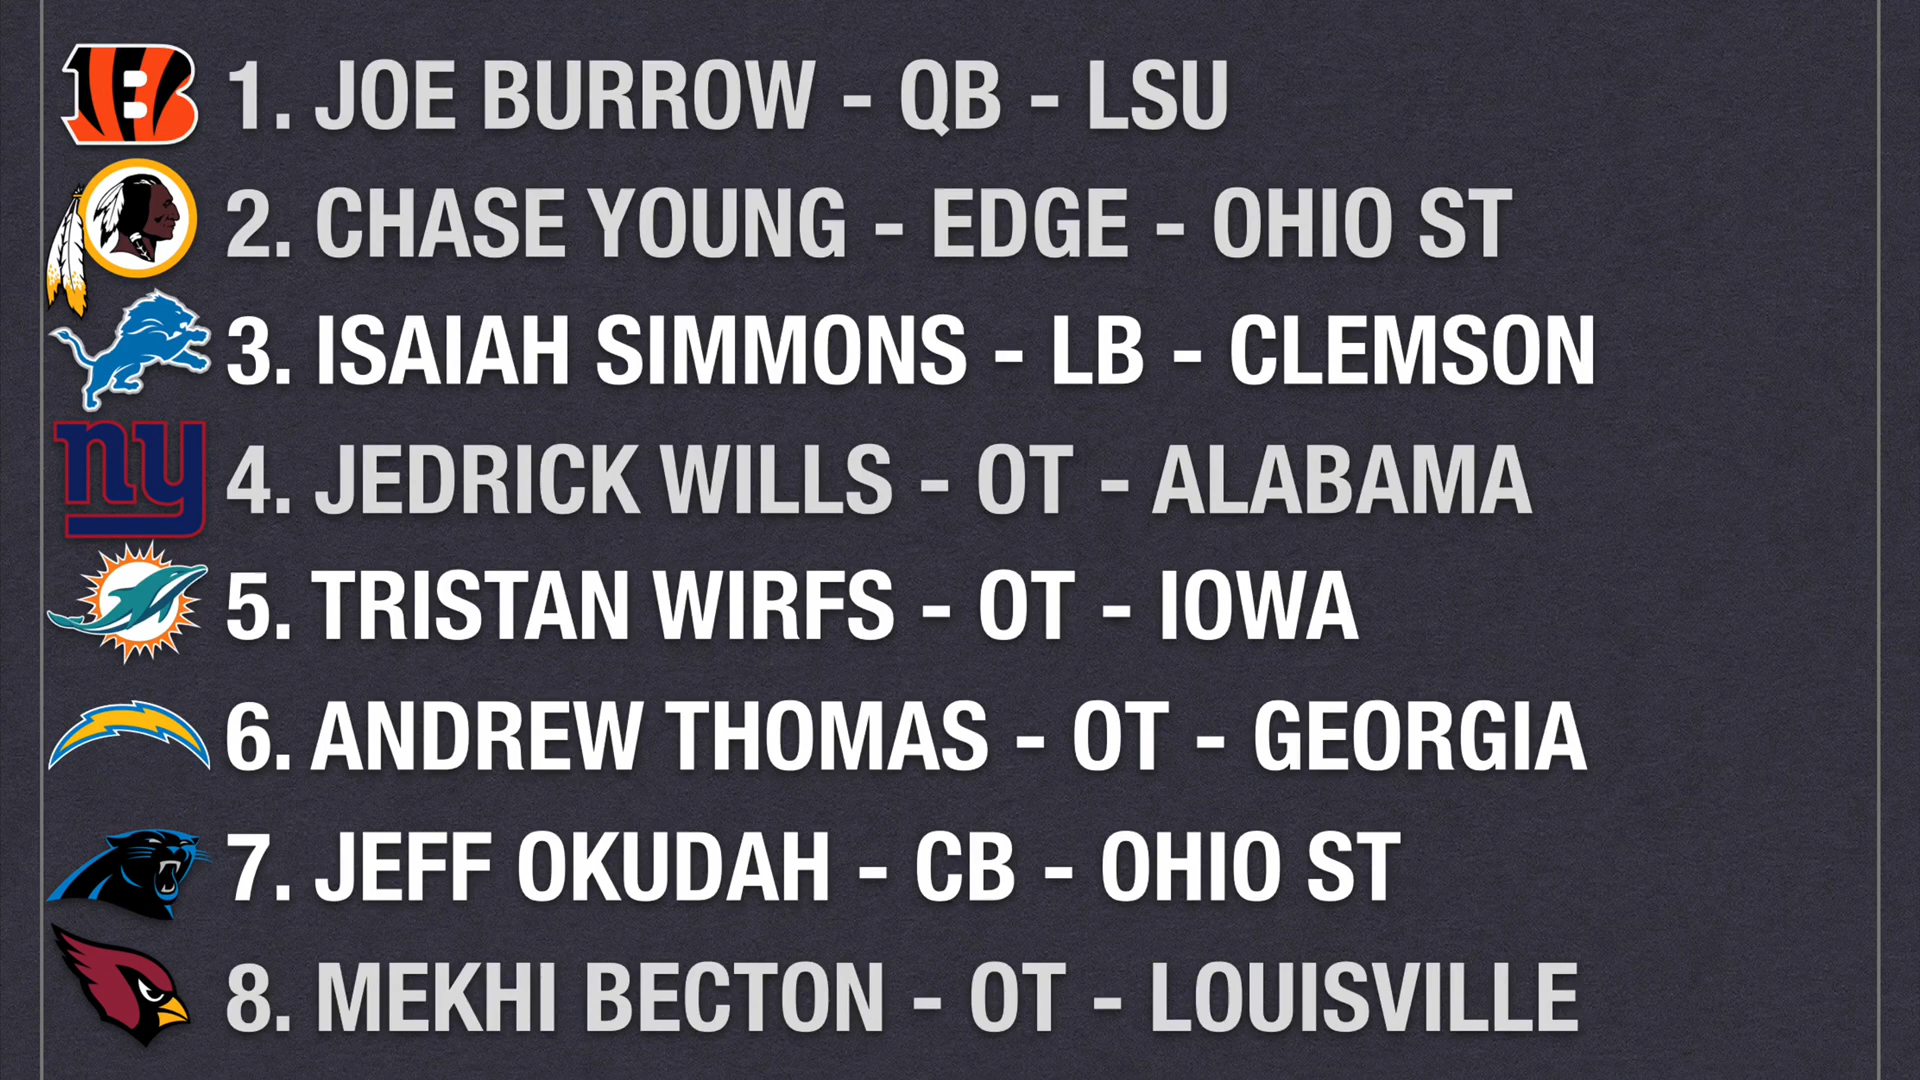 1. JOE BURROW - QB - LSU
2. CHASE YOUNG - EDGE - OHIO ST
3. ISAIAH SIMMONS - LB - CLEMSON
ny
4. JEDRICK WILLS - OT - ALABAMA
5. TRISTAN WIRFS - OT - IOWA
6. ANDREW THOMAS - OT - GEORGIA
7. JEFF OKUDAH - CB - OHIO ST
8. MEKHI BECTON - OT - LOUISVILLE